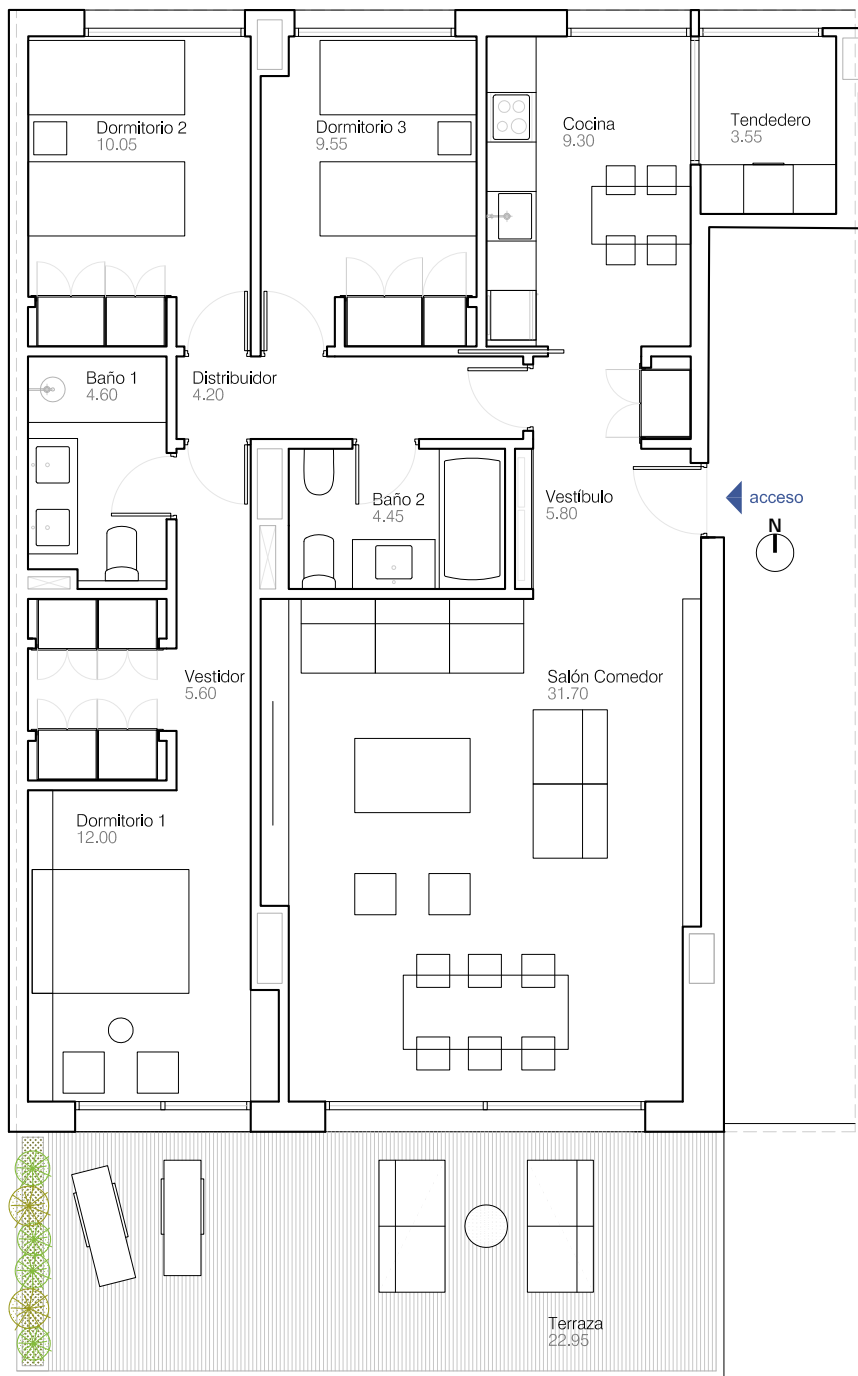 Dormitorio 2
10.05
Dormitorio 3
9.55
Cocina
9.30
Tendedero
3.55
Baño 1
4.60
Distribuidor
4.20
Baño 2
4.45
Vestíbulo
5.80
acceso
N
Vestidor
5.60
Salón Comedor
31.70
Dormitorio 1
12.00
Terraza
22.95